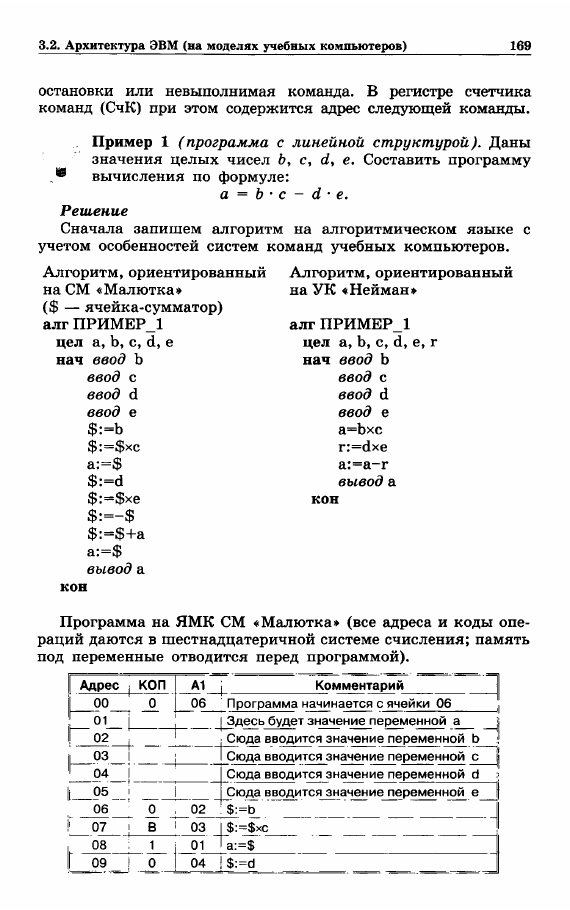 3.2. Архитектура ЭВМ (на моделях учебных компьютеров) 169
остановки или невыполнимая команда. В регистре счетчика
команд (СчК) при этом содержится адрес следующей команды.
Пример 1 (программа с линейной структурой). Даны
значения целых чисел b, c, d, e. Составить программу
вычисления по формуле:
a = b · c − d · e.
Решение
Сначала запишем алгоритм на алгоритмическом языке с
учетом особенностей систем команд учебных компьютеров.
Алгоритм, ориентированный
на СМ «Малютка»
($ — ячейка-сумматор)
алг ПРИМЕР_1
цел a, b, c, d, e
нач ввод b
ввод c
ввод d
ввод e
$:=b
$:=$xc
a:=$
$:=d
$:=$xe
$:=−$
$:=$+a
a:=$
вывод a
кон
Алгоритм, ориентированный
на УК «Нейман»
алг ПРИМЕР_1
цел a, b, c, d, e, r
нач ввод b
ввод c
ввод d
ввод e
a=bxc
r:=dxe
a:=a−r
вывод a
кон
Программа на ЯМК СМ «Малютка» (все адреса и коды опе-
раций даются в шестнадцатеричной системе счисления; память
под переменные отводится перед программой).
Адрес КОП А1 Комментарий
00 0 06 Программа начинается с ячейки 06
01 Здесь будет значение переменной a
02 Сюда вводится значение переменной b
03 Сюда вводится значение переменной c
04 Сюда вводится значение переменной d
05 Сюда вводится значение переменной e
06 0 02 $:=b
07 B 03 $:=$xc
08 1 01 a:=$
09 0 04 $:=d